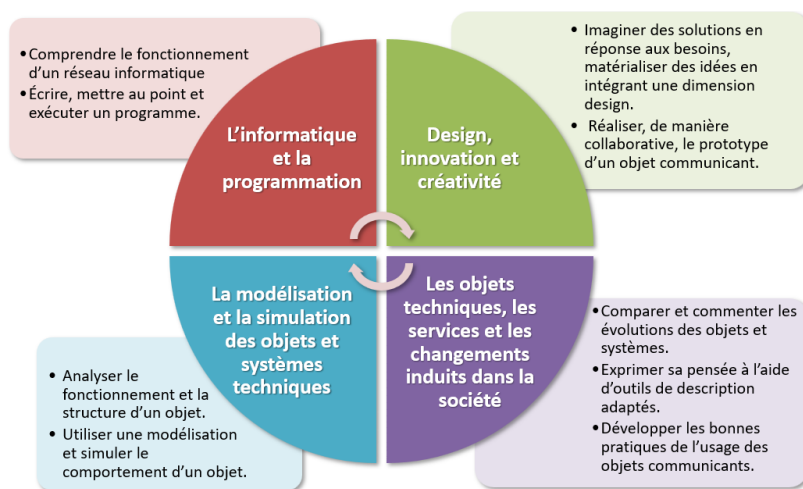 • Comprendre le fonctionnement
d'un réseau informatique
• Écrire, mettre au point et
exécuter un programme.
L'informatique
et la
programmation
• Imaginer des solutions en
réponse aux besoins,
matérialiser des idées en
intégrant une dimension
design.
• Réaliser, de manière
collaborative, le prototype
d'un objet communicant.
Design,
innovation et
créativité
La modélisation
et la simulation
des objets et
systèmes
techniques
• Analyser le
fonctionnement et la
structure d'un objet.
• Utiliser une modélisation
et simuler le
comportement d'un objet.
Les objets
techniques, les
services et les
changements
induits dans la
société
• Comparer et commenter les
évolutions des objets et
systèmes.
• Exprimer sa pensée à l'aide
d'outils de description
adaptés.
• Développer les bonnes
pratiques de l'usage des
objets communicants.